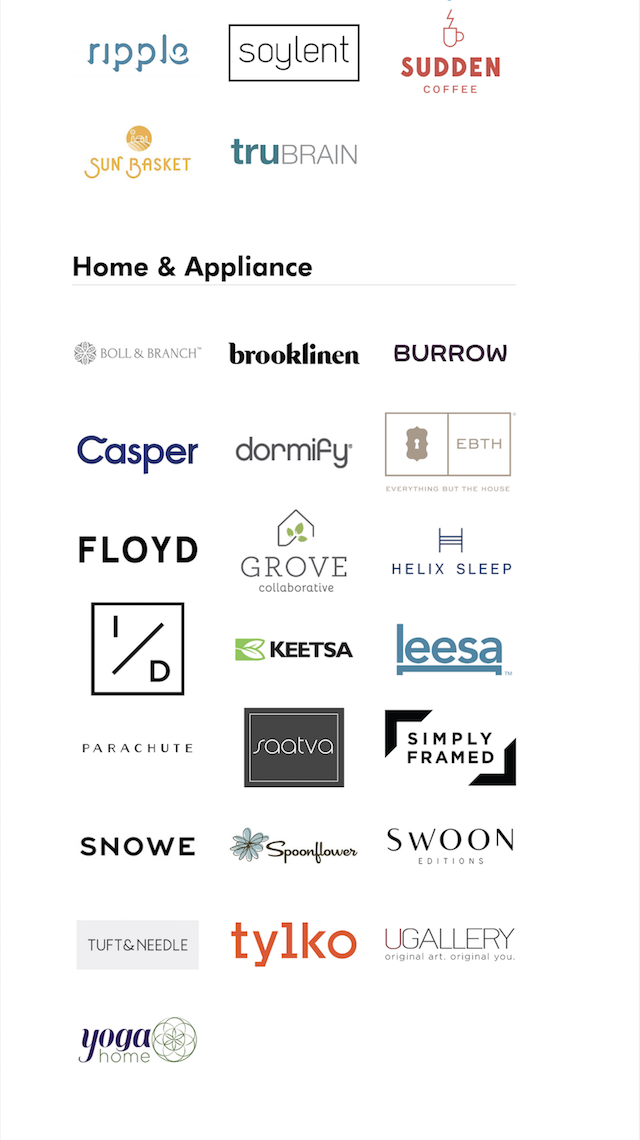 ripple
soylent
SUDDEN
COFFEE
SUN BASKET
truBRAIN
Home & Appliance
BOLL & BRANCH™
brooklinen
BURROW
Casper
dormify®
EBTH®
EVERYTHING BUT THE HOUSE
FLOYD
GROVE
collaborative
HELIX SLEEP
I/D
KEETSA
leesa™
PARACHUTE
saatva
SIMPLY
FRAMED
SNOWE
Spoonflower
SWOON
EDITIONS
TUFT&NEEDLE
tylko
UGALLERY
original art. original you.
yoga
home